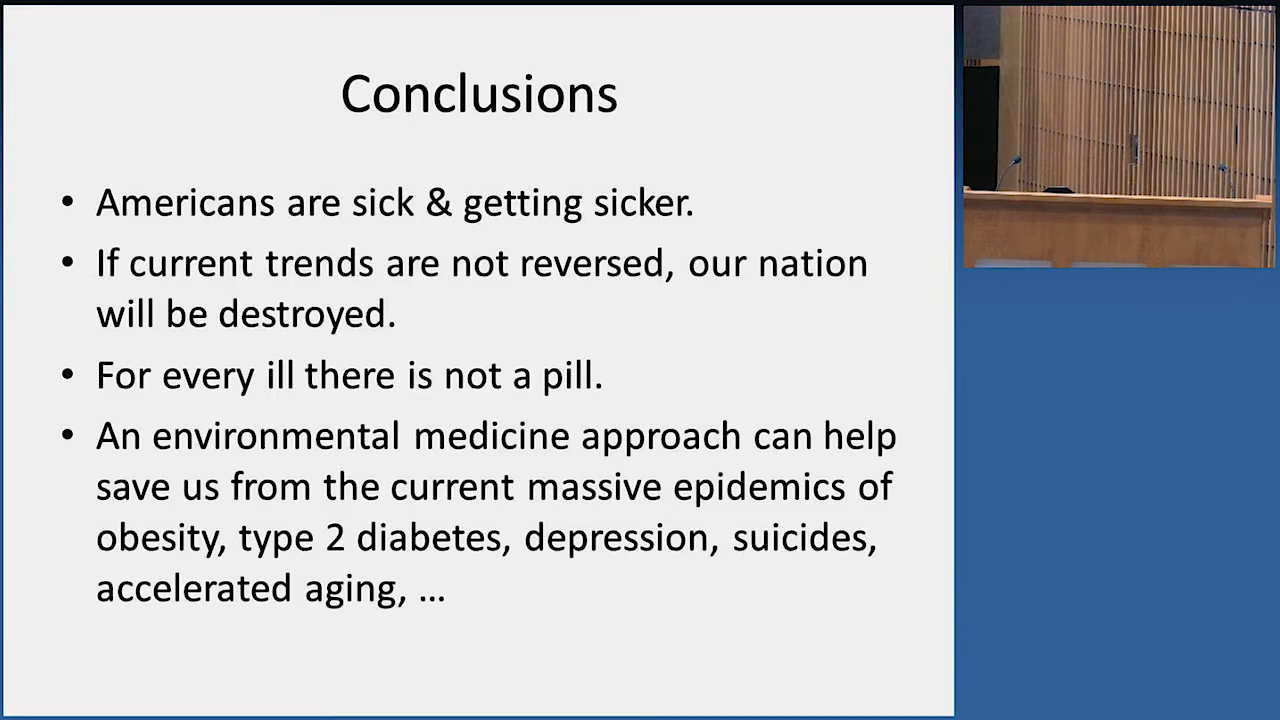 Conclusions
• Americans are sick & getting sicker.
• If current trends are not reversed, our nation
will be destroyed.
• For every ill there is not a pill.
• An environmental medicine approach can help
save us from the current massive epidemics of
obesity, type 2 diabetes, depression, suicides,
accelerated aging, ...